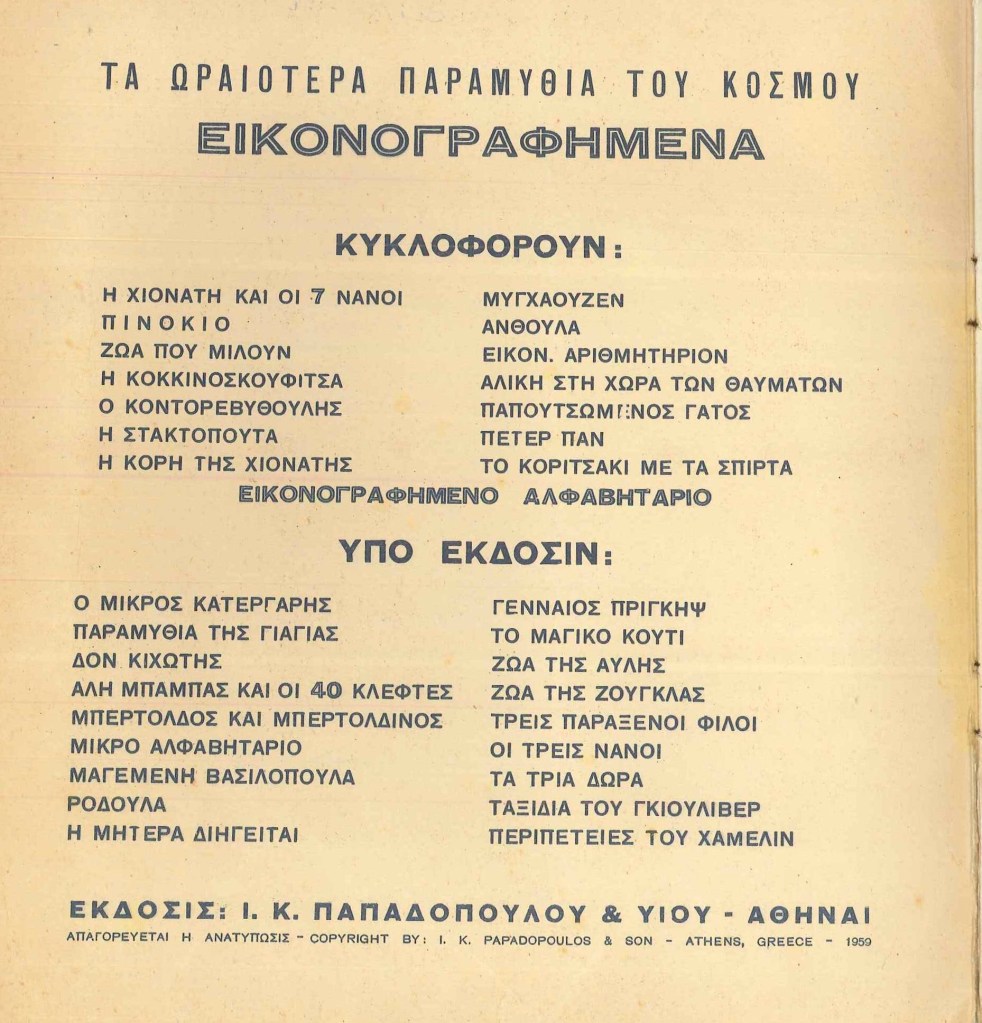 ΤΑ ΩΡΑΙΟΤΕΡΑ ΠΑΡΑΜΥΘΙΑ ΤΟΥ ΚΟΣΜΟΥ
ΕΙΚΟΝΟΓΡΑΦΗΜΕΝΑ
ΚΥΚΛΟΦΟΡΟΥΝ:
Η ΧΙΟΝΑΤΗ ΚΑΙ ΟΙ 7 ΝΑΝΟΙ
ΠΙΝΟΚΙΟ
ΖΩΑ ΠΟΥ ΜΙΛΟΥΝ
Η ΚΟΚΚΙΝΟΣΚΟΥΦΙΤΣΑ
Ο ΚΟΝΤΟΡΕΒΥΘΟΥΛΗΣ
Η ΣΤΑΚΤΟΠΟΥΤΑ
Η ΚΟΡΗ ΤΗΣ ΧΙΟΝΑΤΗΣ
ΜΥΓΧΑΟΥΖΕΝ
ΑΝΘΟΥΛΑ
ΕΙΚΟΝ. ΑΡΙΘΜΗΤΗΡΙΟΝ
ΑΛΙΚΗ ΣΤΗ ΧΩΡΑ ΤΩΝ ΘΑΥΜΑΤΩΝ
ΠΑΠΟΥΤΣΩΜΕΝΟΣ ΓΑΤΟΣ
ΠΕΤΕΡ ΠΑΝ
ΤΟ ΚΟΡΙΤΣΑΚΙ ΜΕ ΤΑ ΣΠΙΡΤΑ
ΕΙΚΟΝΟΓΡΑΦΗΜΕΝΟ ΑΛΦΑΒΗΤΑΡΙΟ
ΥΠΟ ΕΚΔΟΣΙΝ:
Ο ΜΙΚΡΟΣ ΚΑΤΕΡΓΑΡΗΣ
ΠΑΡΑΜΥΘΙΑ ΤΗΣ ΓΙΑΓΙΑΣ
ΔΟΝ ΚΙΧΩΤΗΣ
ΑΛΗ ΜΠΑΜΠΑΣ ΚΑΙ ΟΙ 40 ΚΛΕΦΤΕΣ
ΜΠΕΡΤΟΛΔΟΣ ΚΑΙ ΜΠΕΡΤΟΛΔΙΝΟΣ
ΜΙΚΡΟ ΑΛΦΑΒΗΤΑΡΙΟ
ΜΑΓΕΜΕΝΗ ΒΑΣΙΛΟΠΟΥΛΑ
ΡΟΔΟΥΛΑ
Η ΜΗΤΕΡΑ ΔΙΗΓΕΙΤΑΙ
ΓΕΝΝΑΙΟΣ ΠΡΙΓΚΗΨ
ΤΟ ΜΑΓΙΚΟ ΚΟΥΤΙ
ΖΩΑ ΤΗΣ ΑΥΛΗΣ
ΖΩΑ ΤΗΣ ΖΟΥΓΚΛΑΣ
ΤΡΕΙΣ ΠΑΡΑΞΕΝΟΙ ΦΙΛΟΙ
ΟΙ ΤΡΕΙΣ ΝΑΝΟΙ
ΤΑ ΤΡΙΑ ΔΩΡΑ
ΤΑΞΙΔΙΑ ΤΟΥ ΓΚΙΟΥΛΙΒΕΡ
ΠΕΡΙΠΕΤΕΙΕΣ ΤΟΥ ΧΑΜΕΛΙΝ
ΕΚΔΟΣΙΣ: Ι. Κ. ΠΑΠΑΔΟΠΟΥΛΟΥ & ΥΙΟΥ - ΑΘΗΝΑΙ
ΑΠΑΓΟΡΕΥΕΤΑΙ Η ΑΝΑΤΥΠΩΣΙΣ - COPYRIGHT BY: I. K. PAPADOPOULOS & SON - ATHENS, GREECE - 1959